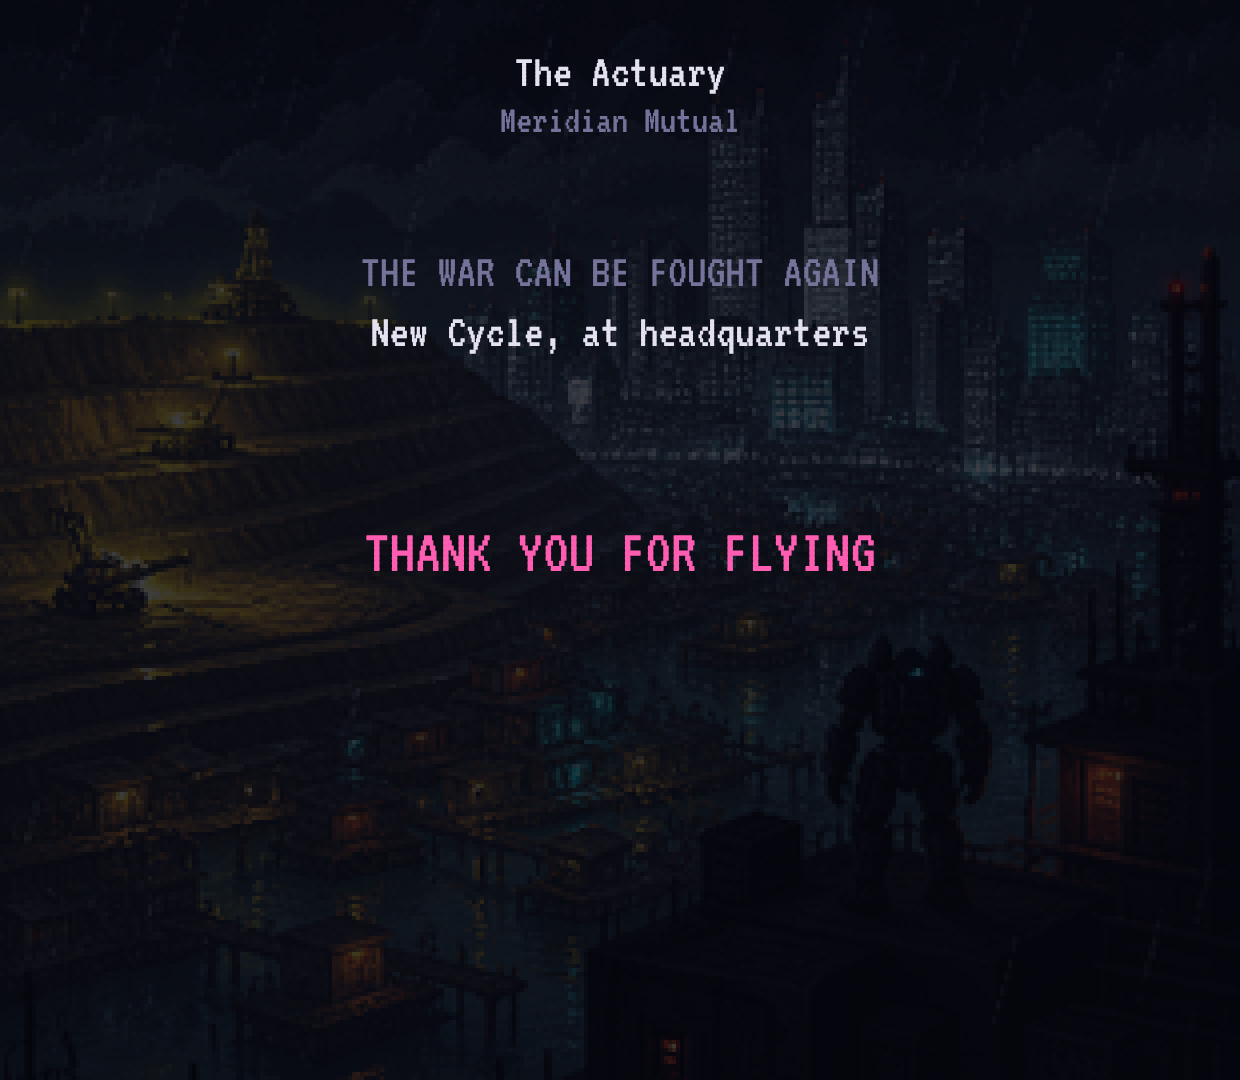 The Actuary
Meridian Mutual
THE WAR CAN BE FOUGHT AGAIN
New Cycle, at headquarters
THANK YOU FOR FLYING